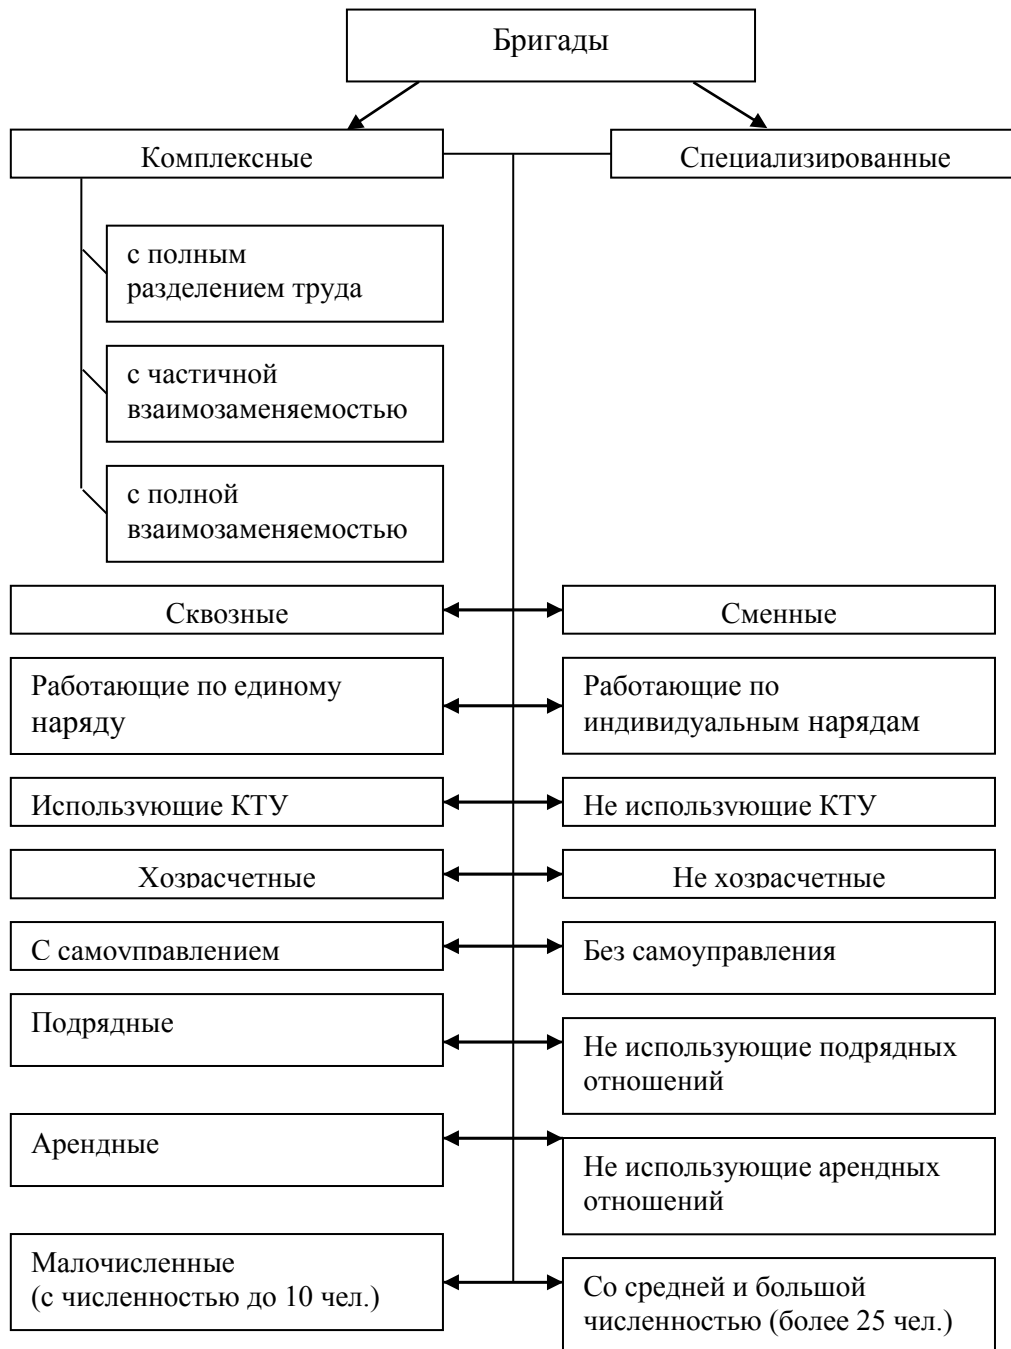 Бригады
Комплексные
Специализированные
с полным
разделением труда
с частичной
взаимозаменяемостью
с полной
взаимозаменяемостью
Сквозные
Сменные
Работающие по единому
наряду
Работающие по
индивидуальным нарядам
Использующие КТУ
Не использующие КТУ
Хозрасчетные
Не хозрасчетные
С самоуправлением
Без самоуправления
Подрядные
Не использующие подрядных
отношений
Арендные
Не использующие арендных
отношений
Малочисленные
(с численностью до 10 чел.)
Со средней и большой
численностью (более 25 чел.)